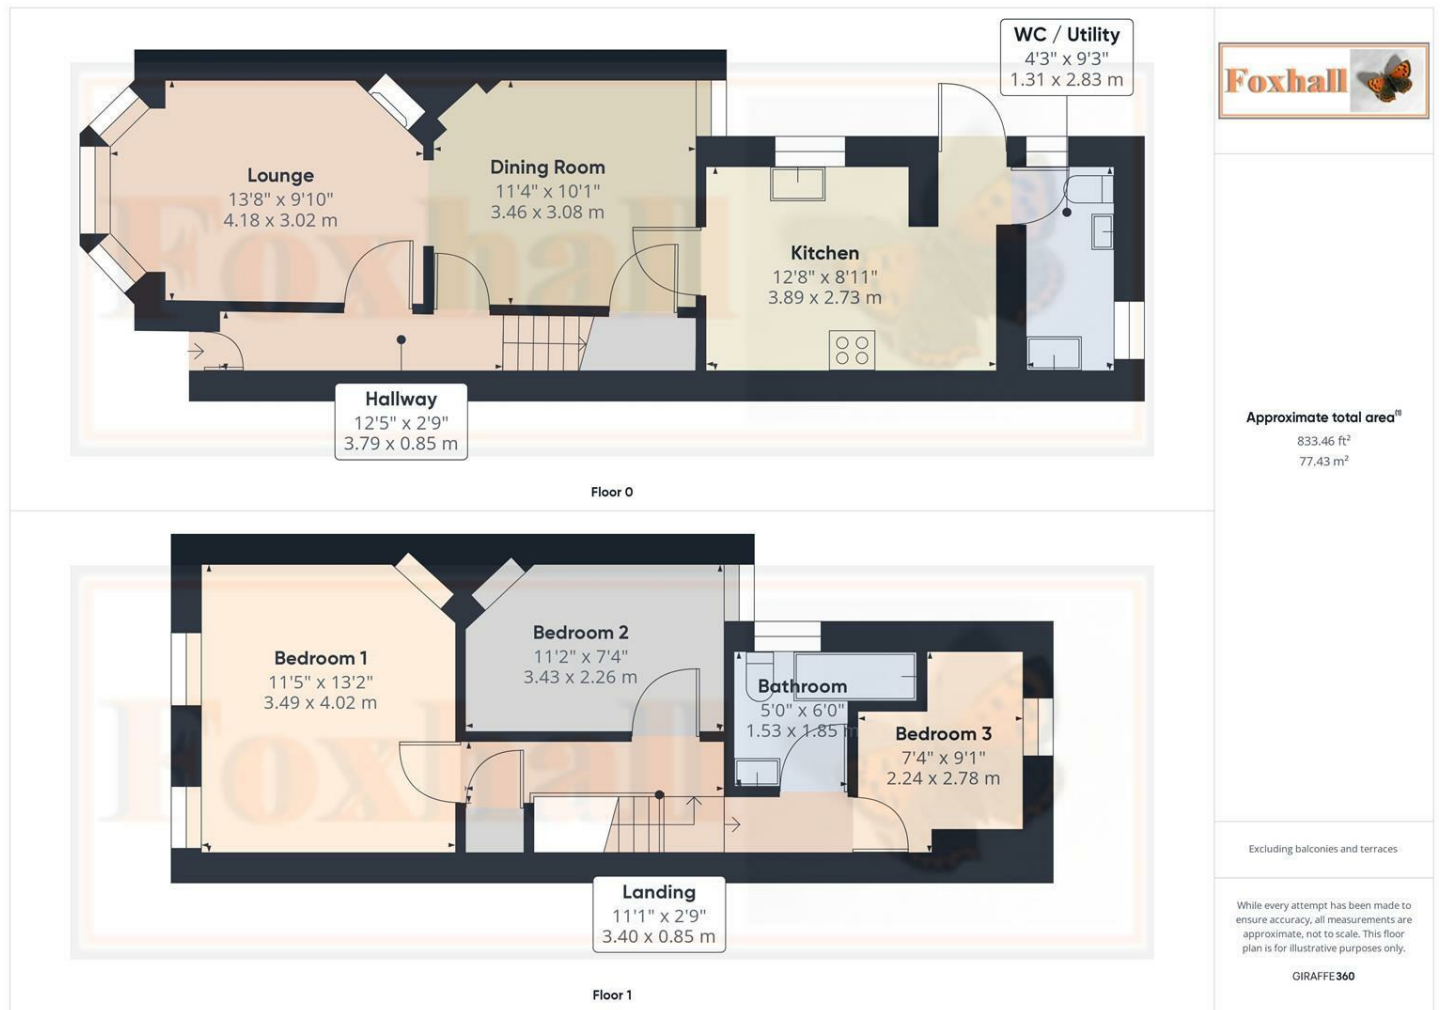 WC / Utility
4'3" x 9'3"
1.31 x 2.83 m
Foxhall
Lounge
13'8" x 9'10"
4.18 x 3.02 m
Dining Room
11'4" x 10'1"
3.46 x 3.08 m
Kitchen
12'8" x 8'11"
3.89 x 2.73 m
Foxhall
Hallway
12'5" x 2'9"
3.79 x 0.85 m
Floor 0
Approximate total area(1)
833.46 ft²
77.43 m²
Bedroom 1
11'5" x 13'2"
3.49 x 4.02 m
Bedroom 2
11'2" x 7'4"
3.43 x 2.26 m
Bathroom
5'0" x 6'0"
1.53 x 1.85 m
Bedroom 3
7'4" x 9'1"
2.24 x 2.78 m
Foxhall
Landing
11'1" x 2'9"
3.40 x 0.85 m
Floor 1
Excluding balconies and terraces
While every attempt has been made to
ensure accuracy, all measurements are
approximate, not to scale. This floor
plan is for illustrative purposes only.
GIRAFFE360